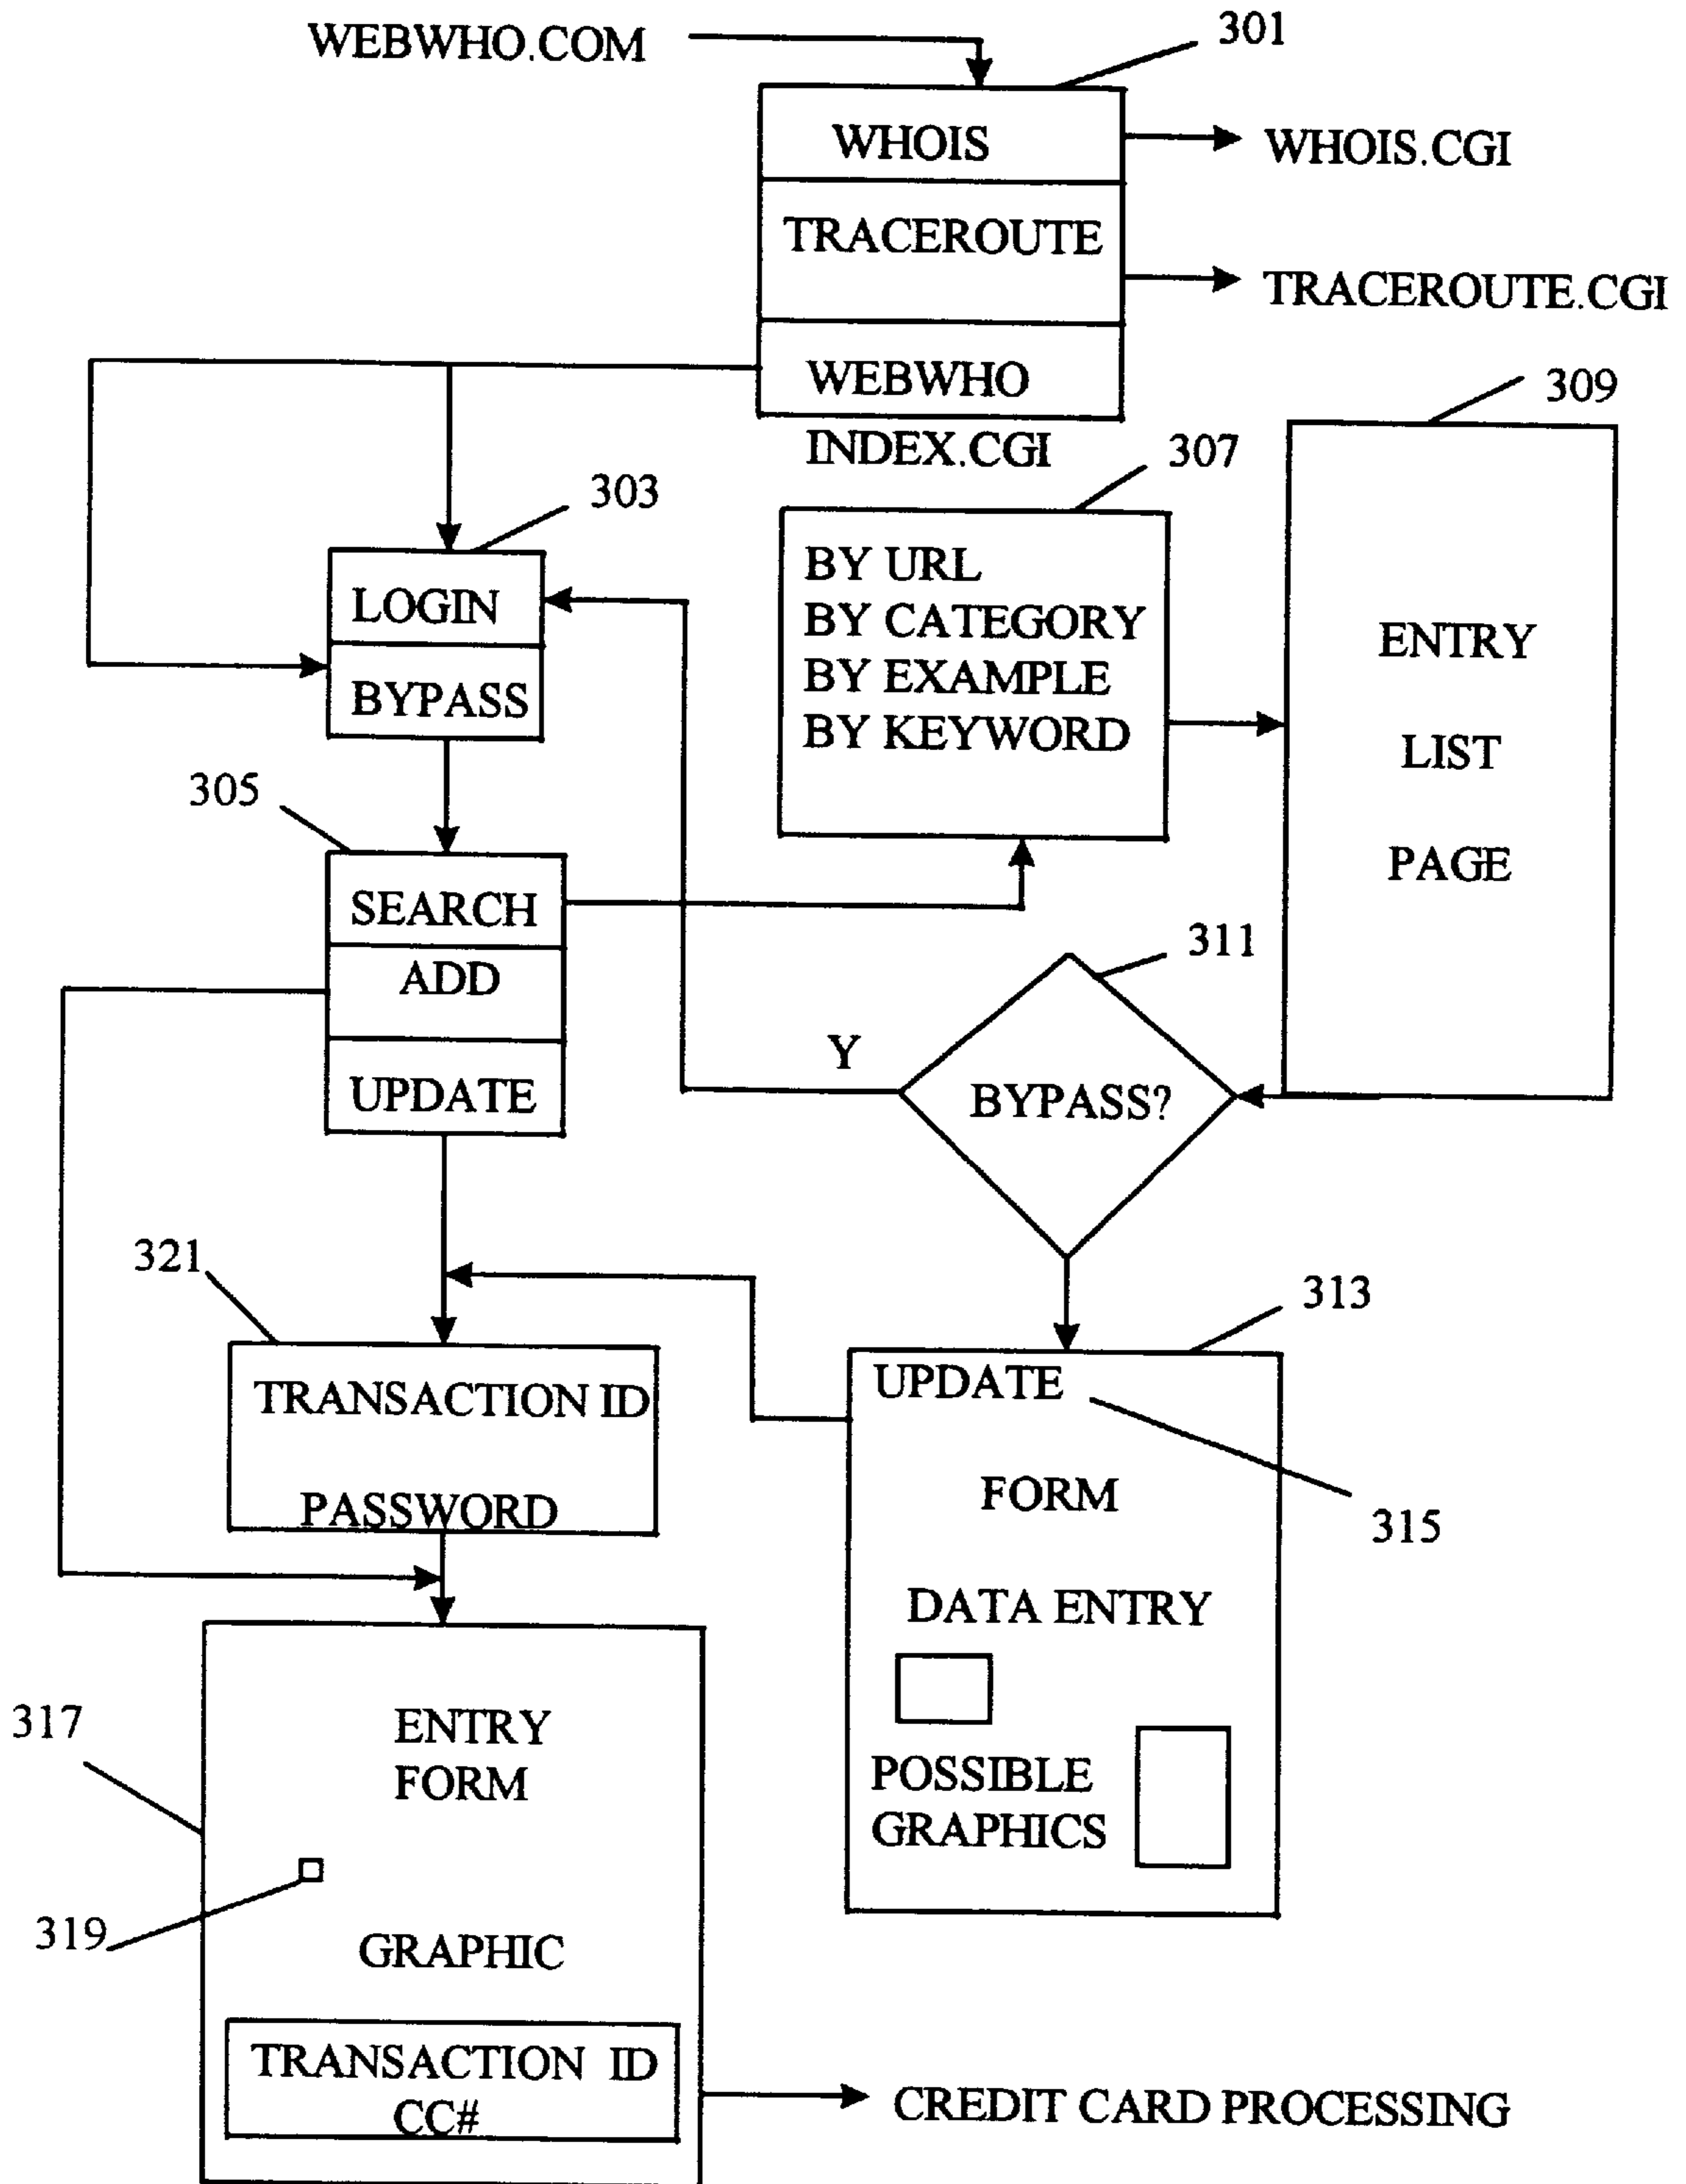 WEBWHO.COM
301
WHOIS
WHOIS.CGI
TRACEROUTE
TRACEROUTE.CGI
WEBWHO
INDEX.CGI
303
LOGIN
BYPASS
307
BY URL
BY CATEGORY
BY EXAMPLE
BY KEYWORD
309
ENTRY
LIST
PAGE
305
SEARCH
ADD
UPDATE
311
Y
BYPASS?
321
TRANSACTION ID
PASSWORD
313
UPDATE
315
FORM
DATA ENTRY
POSSIBLE
GRAPHICS
317
ENTRY
FORM
319
GRAPHIC
TRANSACTION ID
CC#
CREDIT CARD PROCESSING